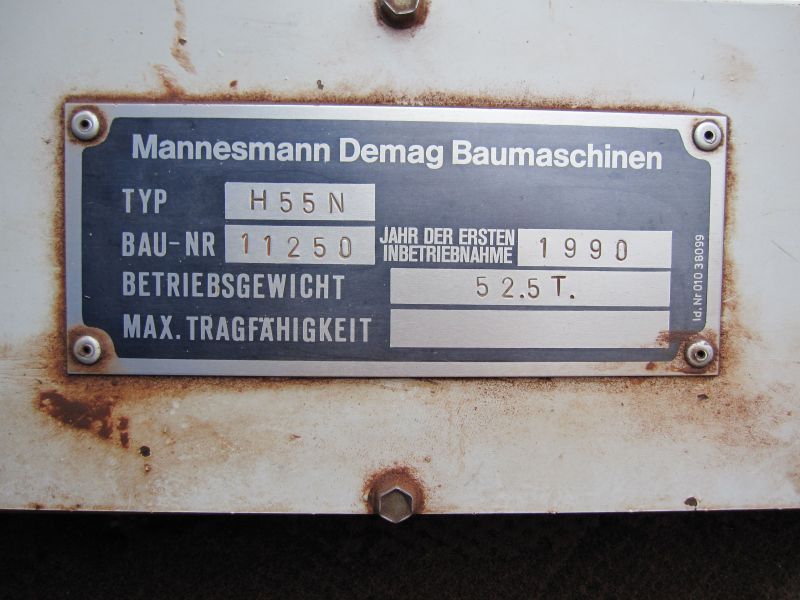 Mannesmann Demag Baumaschinen
TYP H55N
BAU-NR 11250 JAHR DER ERSTEN INBETRIEBNAHME 1990
BETRIEBSGEWICHT 52.5T.
MAX. TRAGFÄHIGKEIT
Id. Nr 010 38099